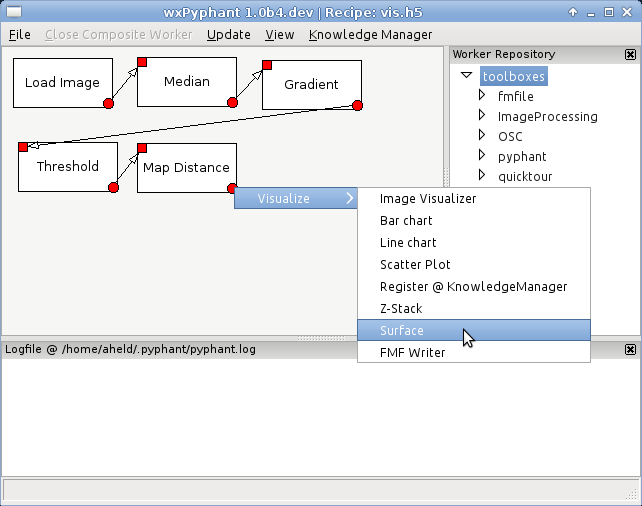 wxPyphant 1.0b4.dev | Recipe: vis.h5
File Close Composite Worker Update View Knowledge Manager
Load Image
Median
Gradient
Threshold
Map Distance
Worker Repository
toolboxes
fmfile
ImageProcessing
OSC
pyphant
quicktour
Visualize
Image Visualizer
Bar chart
Line chart
Scatter Plot
Register @ KnowledgeManager
Z-Stack
Surface
FMF Writer
Logfile @ /home/aheld/.pyphant/pyphant.log